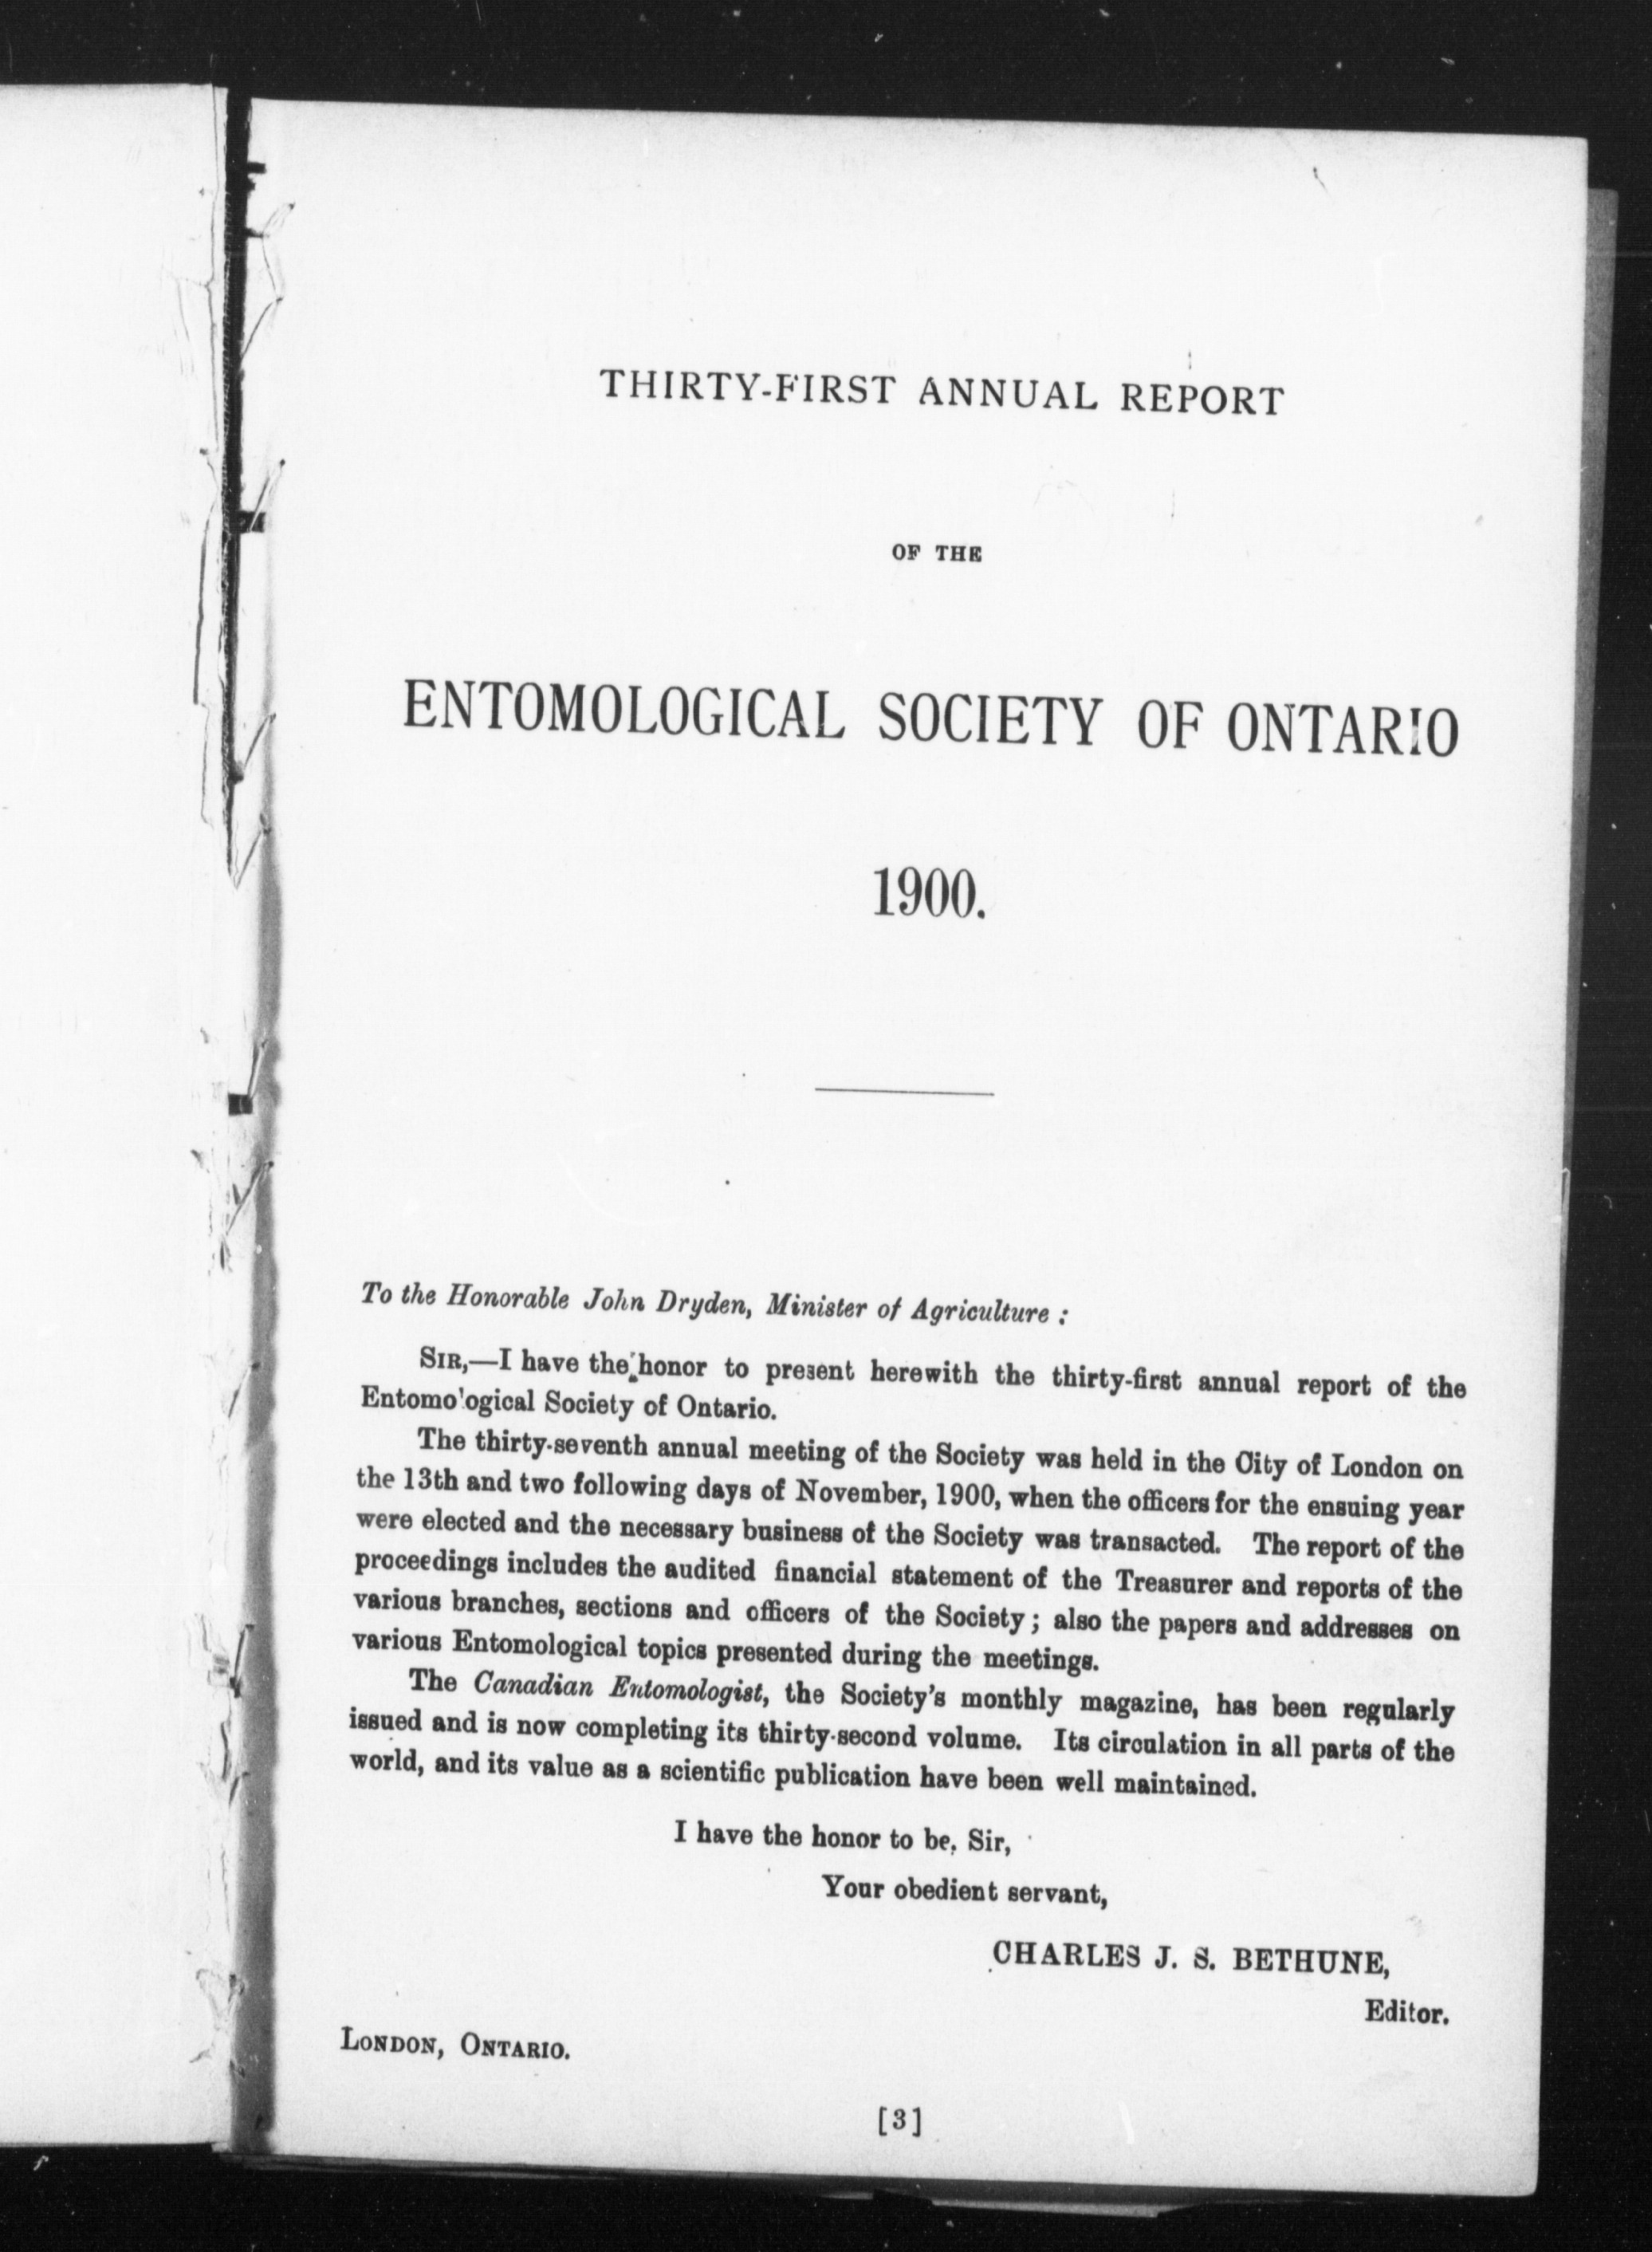 THIRTY-FIRST ANNUAL REPORT
OF THE
ENTOMOLOGICAL SOCIETY OF ONTARIO
1900.
To the Honorable John Dryden, Minister of Agriculture :
SIR,—I have the honor to present herewith the thirty-first annual report of the
Entomo'ogical Society of Ontario.
The thirty-seventh annual meeting of the Society was held in the City of London on
the 13th and two following days of November, 1900, when the officers for the ensuing year
were elected and the necessary business of the Society was transacted. The report of the
proceedings includes the audited financial statement of the Treasurer and reports of the
various branches, sections and officers of the Society; also the papers and addresses on
various Entomological topics presented during the meetings.
The Canadian Entomologist, the Society's monthly magazine, has been regularly
issued and is now completing its thirty-second volume. Its circulation in all parts of the
world, and its value as a scientific publication have been well maintained.
I have the honor to be, Sir,
Your obedient servant,
CHARLES J. S. BETHUNE,
Editor.
LONDON, ONTARIO.
[3]